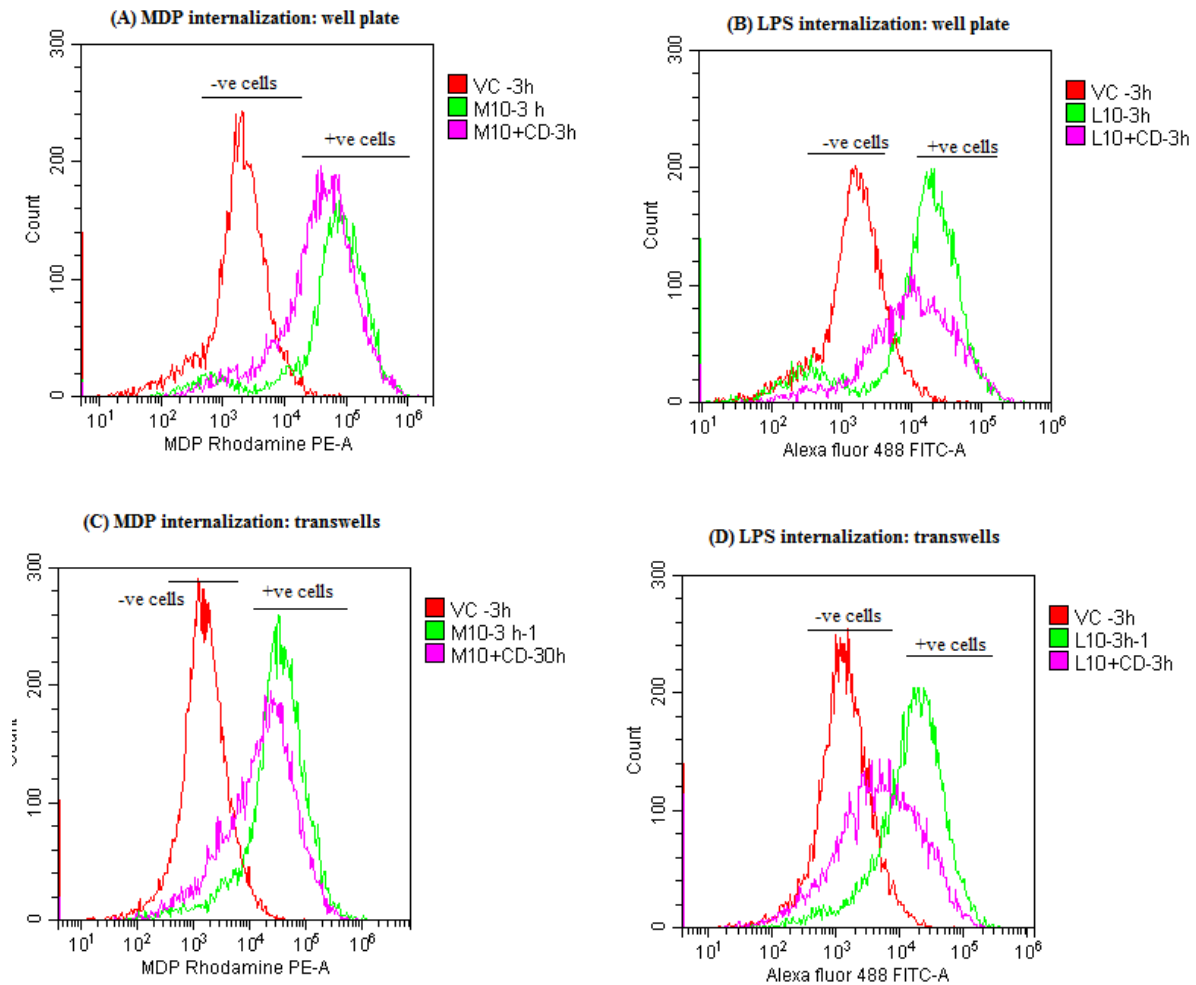 (A) MDP internalization: well plate
300
200
100
0
Count
-ve cells
+ve cells
10¹ 10² 10³ 10⁴ 10⁵ 10⁶
MDP Rhodamine PE-A
VC -3h
M10-3 h
M10+CD-3h
(B) LPS internalization: well plate
300
200
100
0
Count
-ve cells
+ve cells
10¹ 10² 10³ 10⁴ 10⁵ 10⁶
Alexa fluor 488 FITC-A
VC -3h
L10-3h
L10+CD-3h
(C) MDP internalization: transwells
300
200
100
0
Count
-ve cells
+ve cells
10¹ 10² 10³ 10⁴ 10⁵ 10⁶
MDP Rhodamine PE-A
VC -3h
M10-3 h-1
M10+CD-30h
(D) LPS internalization: transwells
300
200
100
0
Count
-ve cells
+ve cells
10¹ 10² 10³ 10⁴ 10⁵ 10⁶
Alexa fluor 488 FITC-A
VC -3h
L10-3h-1
L10+CD-3h